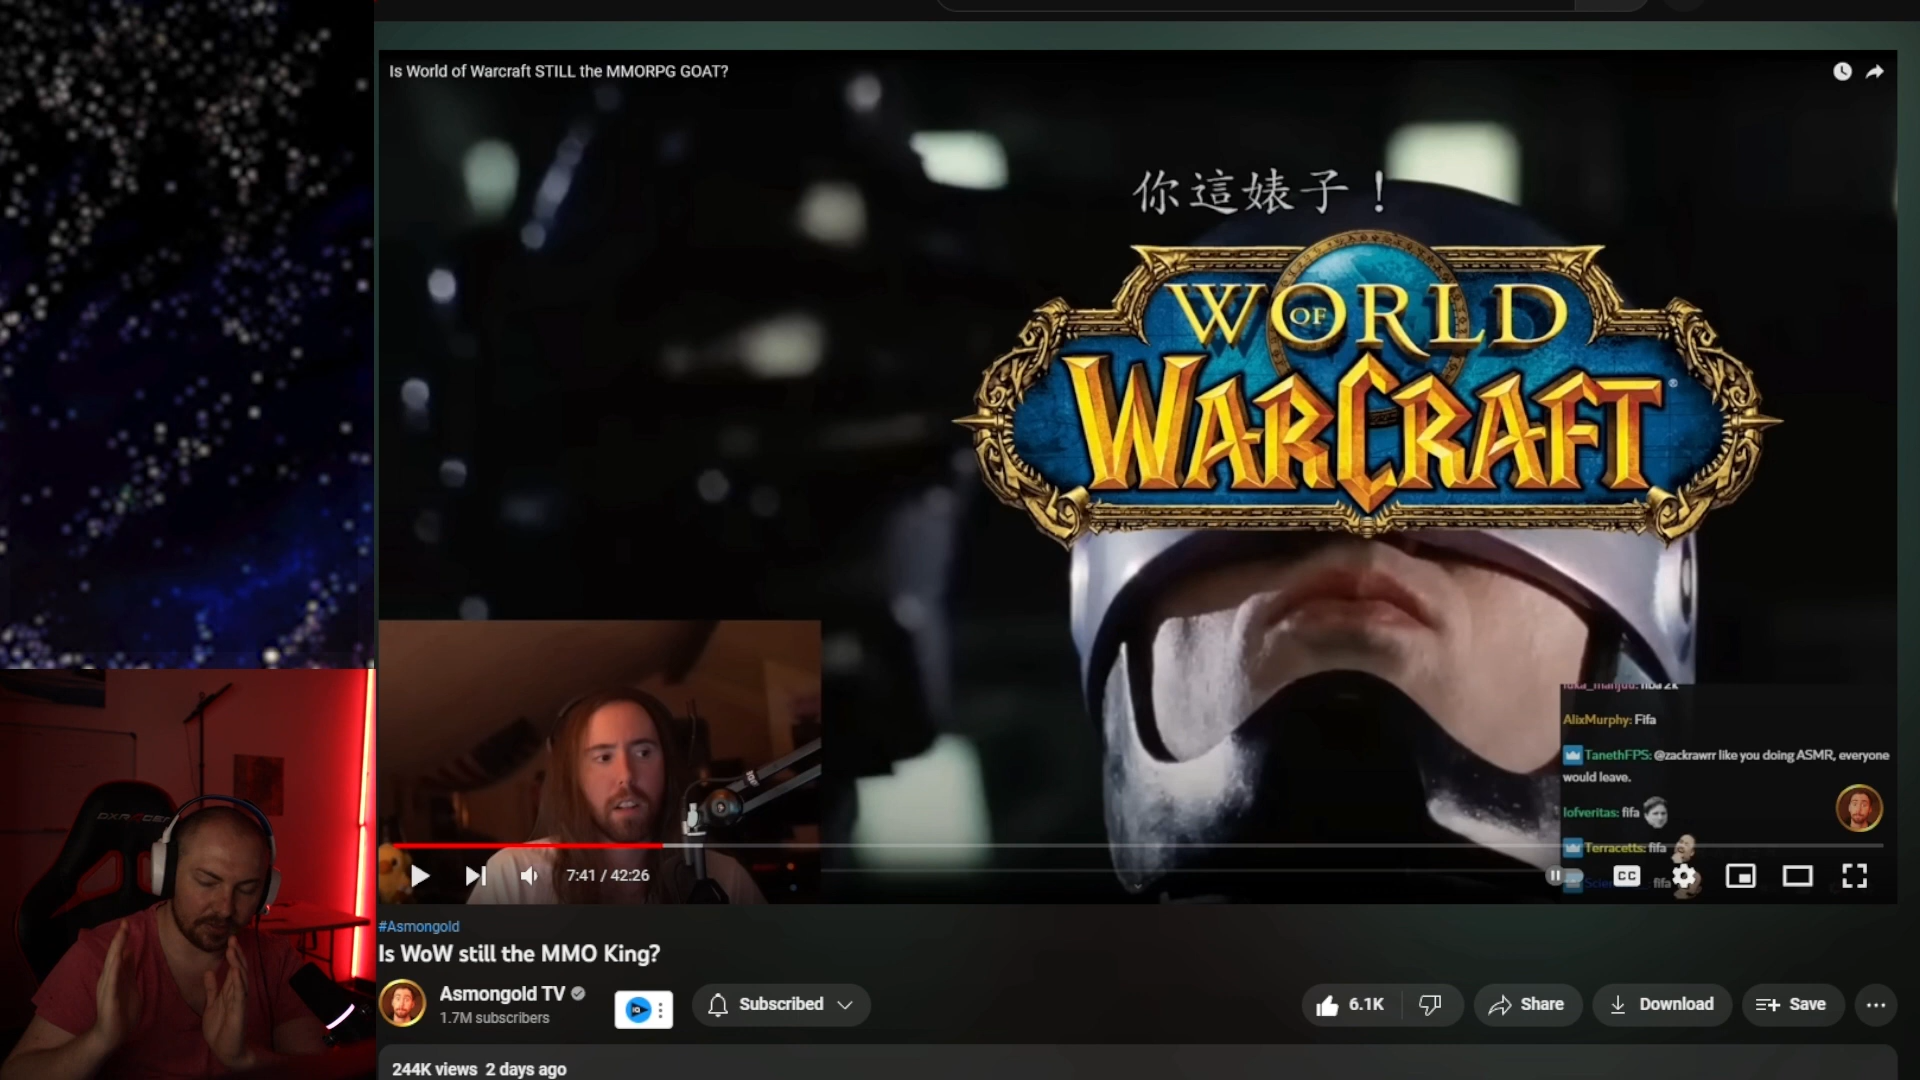 Is World of Warcraft STILL the MMORPG GOAT?
你這婊子！
WORLD
OF
WARCRAFT
®
AlixMurphy: Fifa
TanethFPS: @zackrawrr like you doing ASMR, everyone
would leave.
lofveritas: fifa
Terracetts: fifa
fifa
7:41 / 42:26
CC
DXRACER
#Asmongold
Is WoW still the MMO King?
Asmongold TV
1.7M subscribers
Subscribed
6.1K
Share
Download
Save
244K views 2 days ago